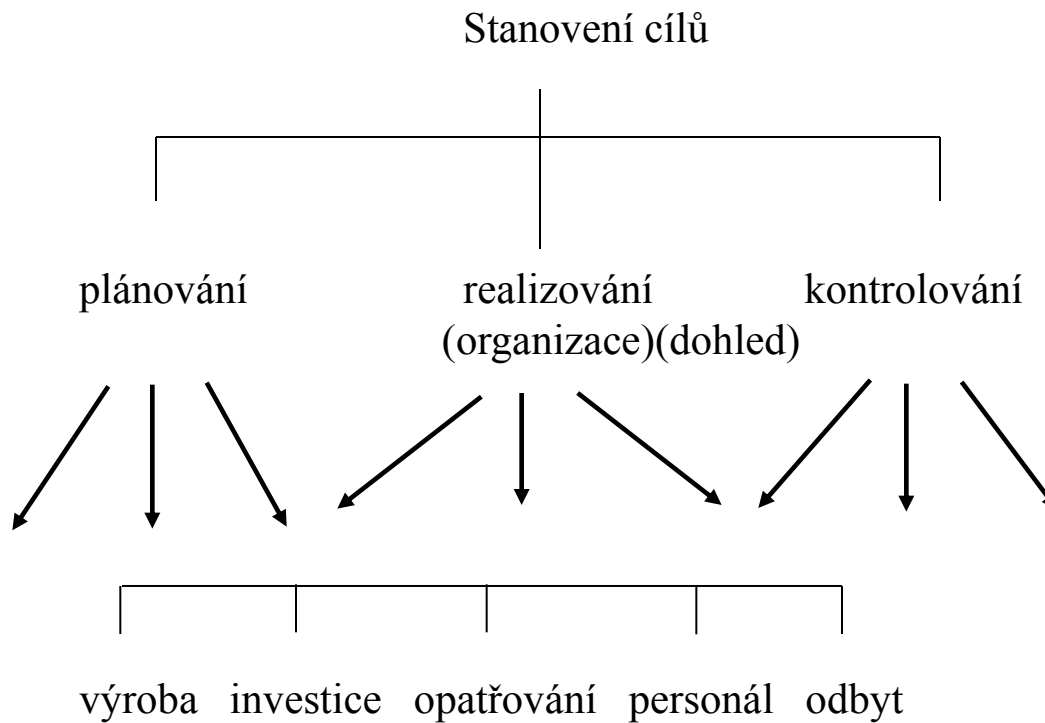 Stanovení cílů
plánování realizování kontrolování
(organizace)(dohled)
výroba investice opatřování personál odbyt